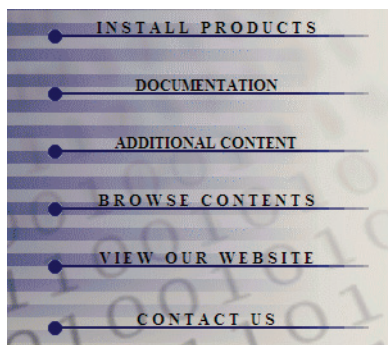 INSTALL PRODUCTS
DOCUMENTATION
ADDITIONAL CONTENT
BROWSE CONTENTS
VIEW OUR WEBSITE
CONTACT US